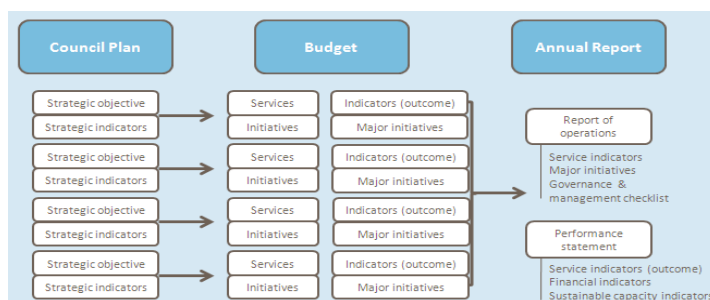 Council Plan
Budget
Annual Report
Strategic objective
Strategic indicators
Services
Initiatives
Indicators (outcome)
Major initiatives
Strategic objective
Strategic indicators
Services
Initiatives
Indicators (outcome)
Major initiatives
Strategic objective
Strategic indicators
Services
Initiatives
Indicators (outcome)
Major initiatives
Strategic objective
Strategic indicators
Services
Initiatives
Indicators (outcome)
Major initiatives
Report of
operations
Service indicators
Major initiatives
Governance &
management checklist
Performance
statement
Service indicators (outcome)
Financial indicators
Sustainable capacity indicators